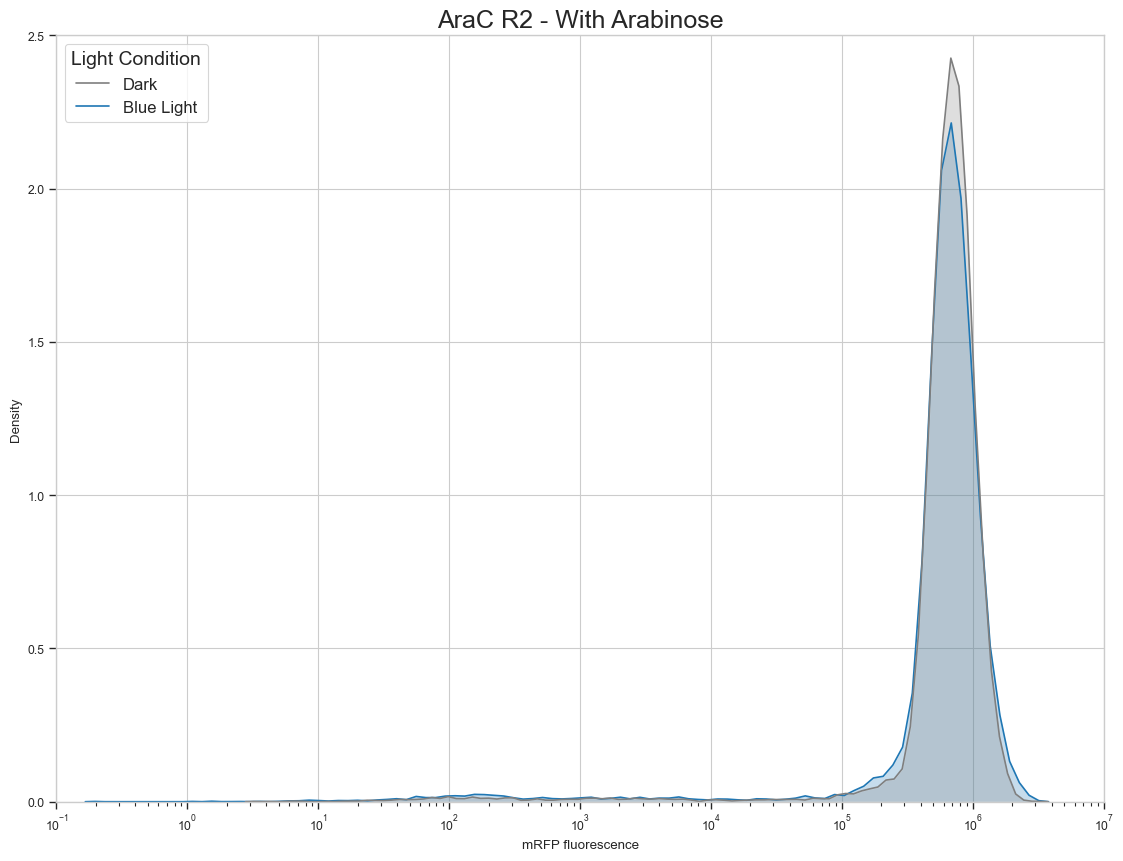 AraC R2 - With Arabinose
Light Condition
Dark
Blue Light
2.5
2.0
1.5
1.0
0.5
0.0
Density
10⁻¹ 10⁰ 10¹ 10² 10³ 10⁴ 10⁵ 10⁶ 10⁷
mRFP fluorescence